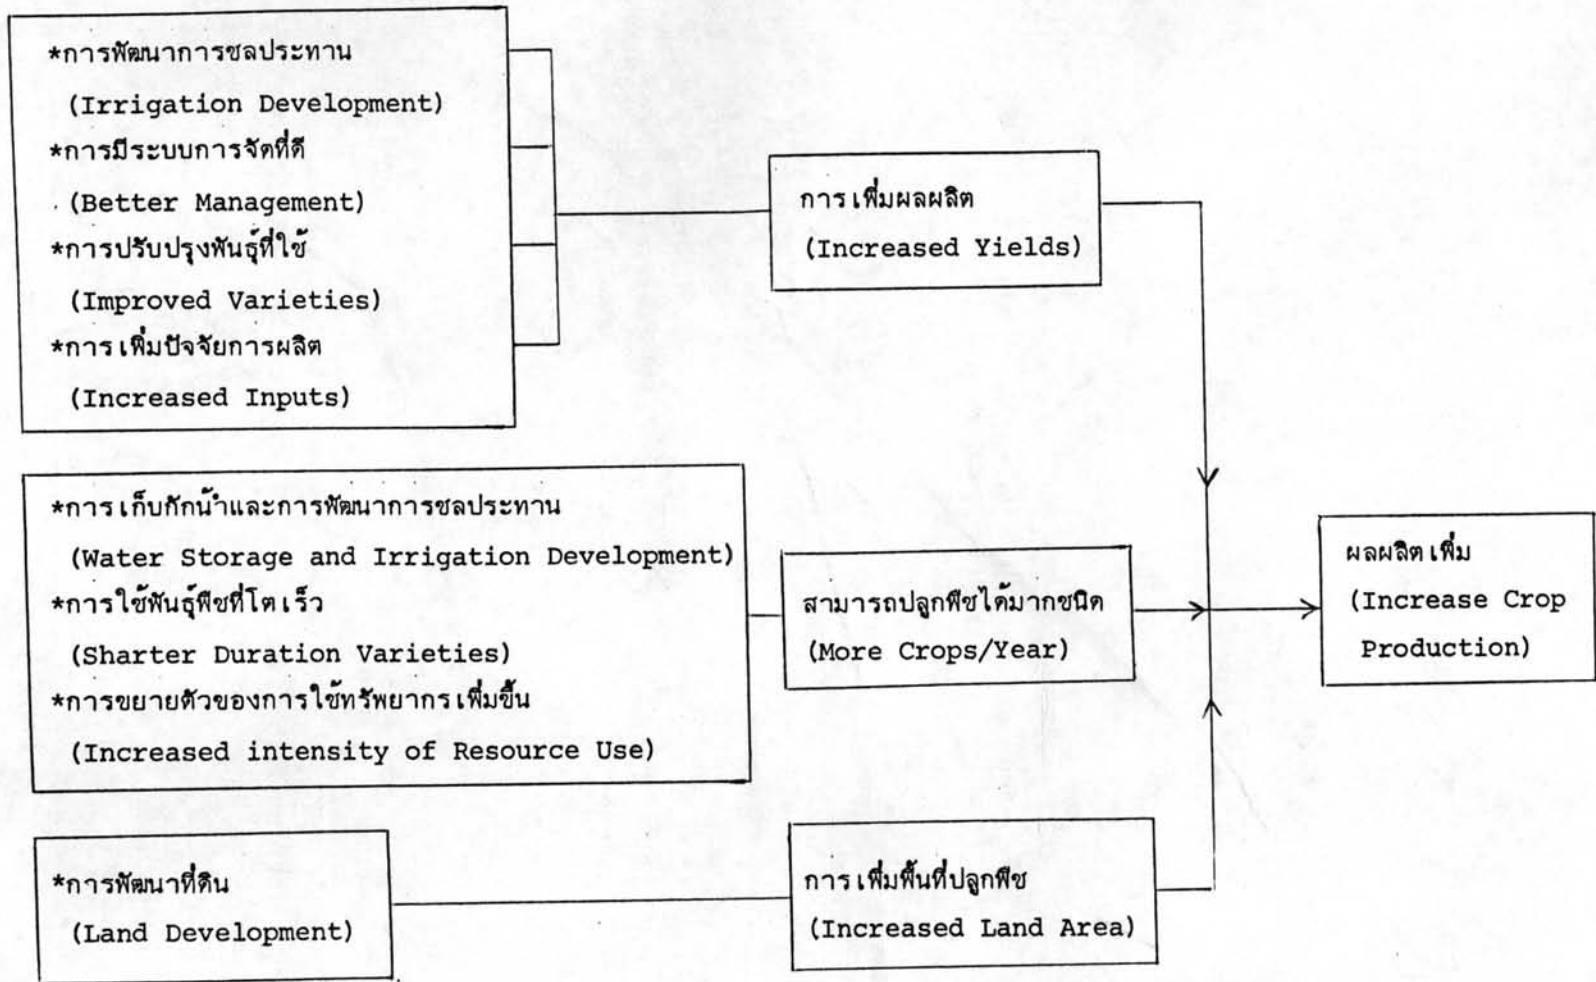 *การพัฒนาการชลประทาน
(Irrigation Development)
*การมีระบบการจัดที่ดี
(Better Management)
*การปรับปรุงพันธุ์ที่ใช้
(Improved Varieties)
*การเพิ่มปัจจัยการผลิต
(Increased Inputs)
การเพิ่มผลผลิต
(Increased Yields)
*การเก็บกักน้ำและการพัฒนาการชลประทาน
(Water Storage and Irrigation Development)
*การใช้พันธุ์พืชที่โตเร็ว
(Sharter Duration Varieties)
*การขยายตัวของการใช้ทรัพยากรเพิ่มขึ้น
(Increased intensity of Resource Use)
สามารถปลูกพืชได้มากชนิด
(More Crops/Year)
ผลผลิตเพิ่ม
(Increase Crop
Production)
*การพัฒนาที่ดิน
(Land Development)
การเพิ่มพื้นที่ปลูกพืช
(Increased Land Area)